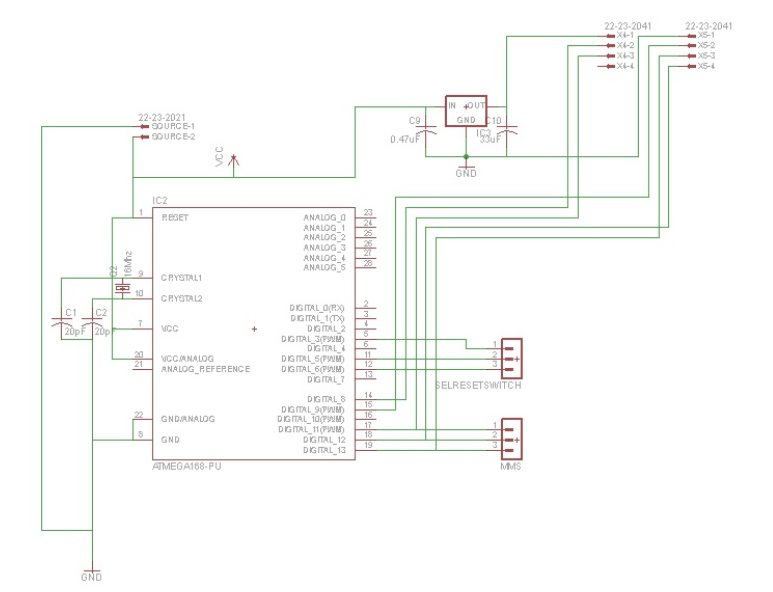 22-23-2041 22-23-2041
X4-1 X5-1
X4-2 X5-2
X4-3 X5-3
X4-4 X5-4
IN OUT
GND
C9 C10
IC3
0.47uF 33uF
GND
22-23-2021
SOURCE-1
SOURCE-2
VCC
IC2
1 RESET ANALOG_0 23
ANALOG_1 24
ANALOG_2 25
ANALOG_3 26
ANALOG_4 27
ANALOG_5 28
16Mhz
Q2
9 CRYSTAL1
10 CRYSTAL2
C1 C2
20pF 20pF
DIGITAL_0(RX) 2
DIGITAL_1(TX) 3
7 VCC DIGITAL_2 4
DIGITAL_3(PWM) 5
DIGITAL_4 6
20 VCC/ANALOG DIGITAL_5(PWM) 11
21 ANALOG_REFERENCE DIGITAL_6(PWM) 12
DIGITAL_7 13
1
2
3
SELRESETSWITCH
DIGITAL_8 14
DIGITAL_9(PWM) 15
22 GND/ANALOG DIGITAL_10(PWM) 16
DIGITAL_11(PWM) 17
8 GND DIGITAL_12 18
DIGITAL_13 19
1
2
3
ATMEGA168-PU
MMS
GND